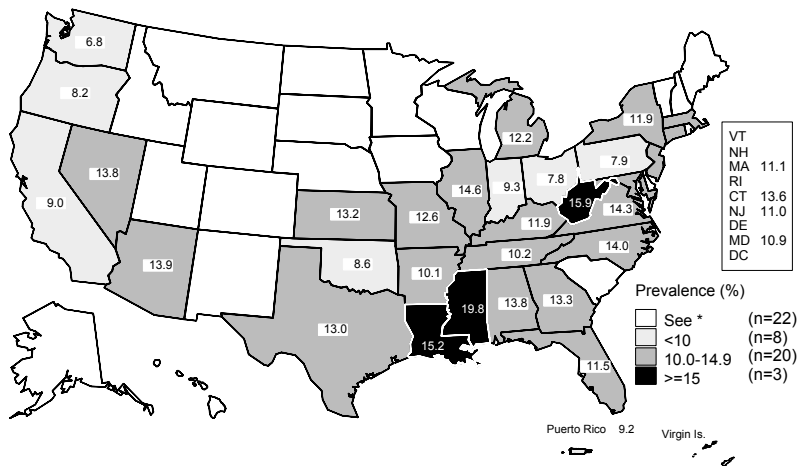 6.8
8.2
9.0
13.8
13.9
13.2
8.6
13.0
12.6
10.1
15.2
19.8
14.6
9.3
7.8
12.2
11.9
10.2
13.8
13.3
11.5
15.9
14.3
14.0
7.9
11.9
VT
NH
MA 11.1
RI
CT 13.6
NJ 11.0
DE
MD 10.9
DC
Prevalence (%)
See * (n=22)
<10 (n=8)
10.0-14.9 (n=20)
>=15 (n=3)
Puerto Rico 9.2 Virgin Is.